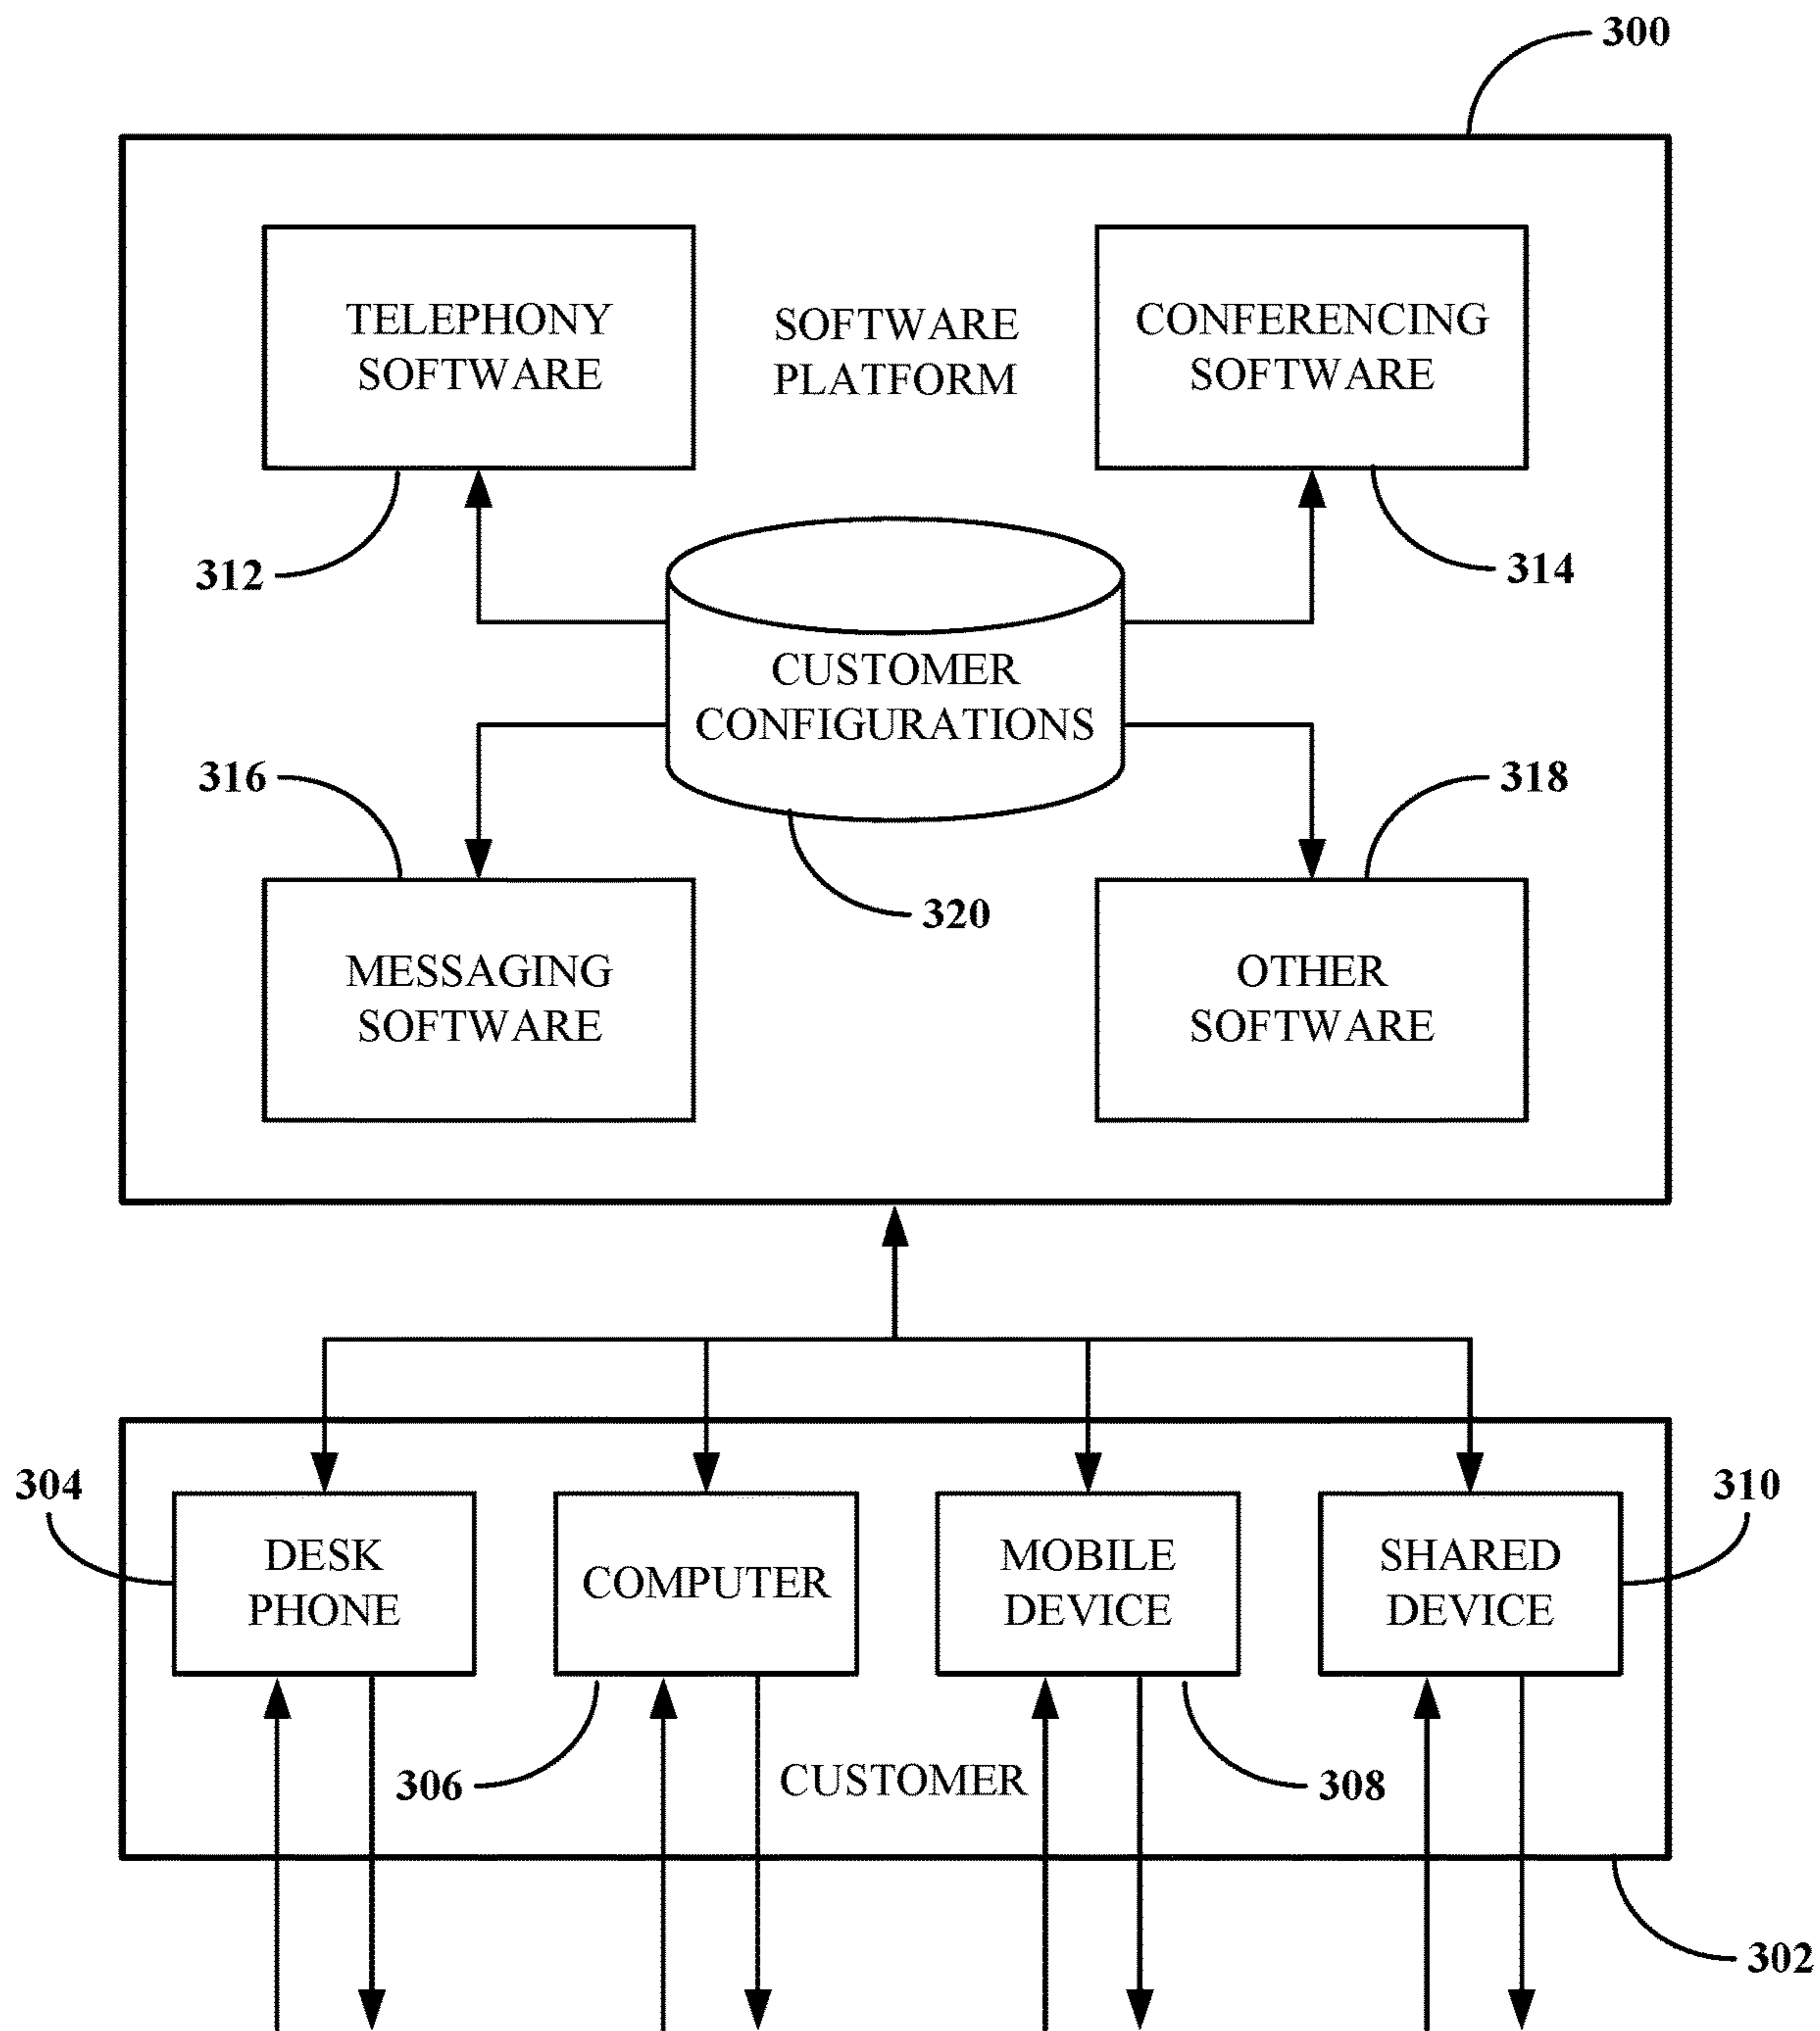 300
TELEPHONY
SOFTWARE
SOFTWARE
PLATFORM
CONFERENCING
SOFTWARE
312
314
CUSTOMER
CONFIGURATIONS
316
318
320
MESSAGING
SOFTWARE
OTHER
SOFTWARE
304
310
DESK
PHONE
COMPUTER
MOBILE
DEVICE
SHARED
DEVICE
306
CUSTOMER
308
302